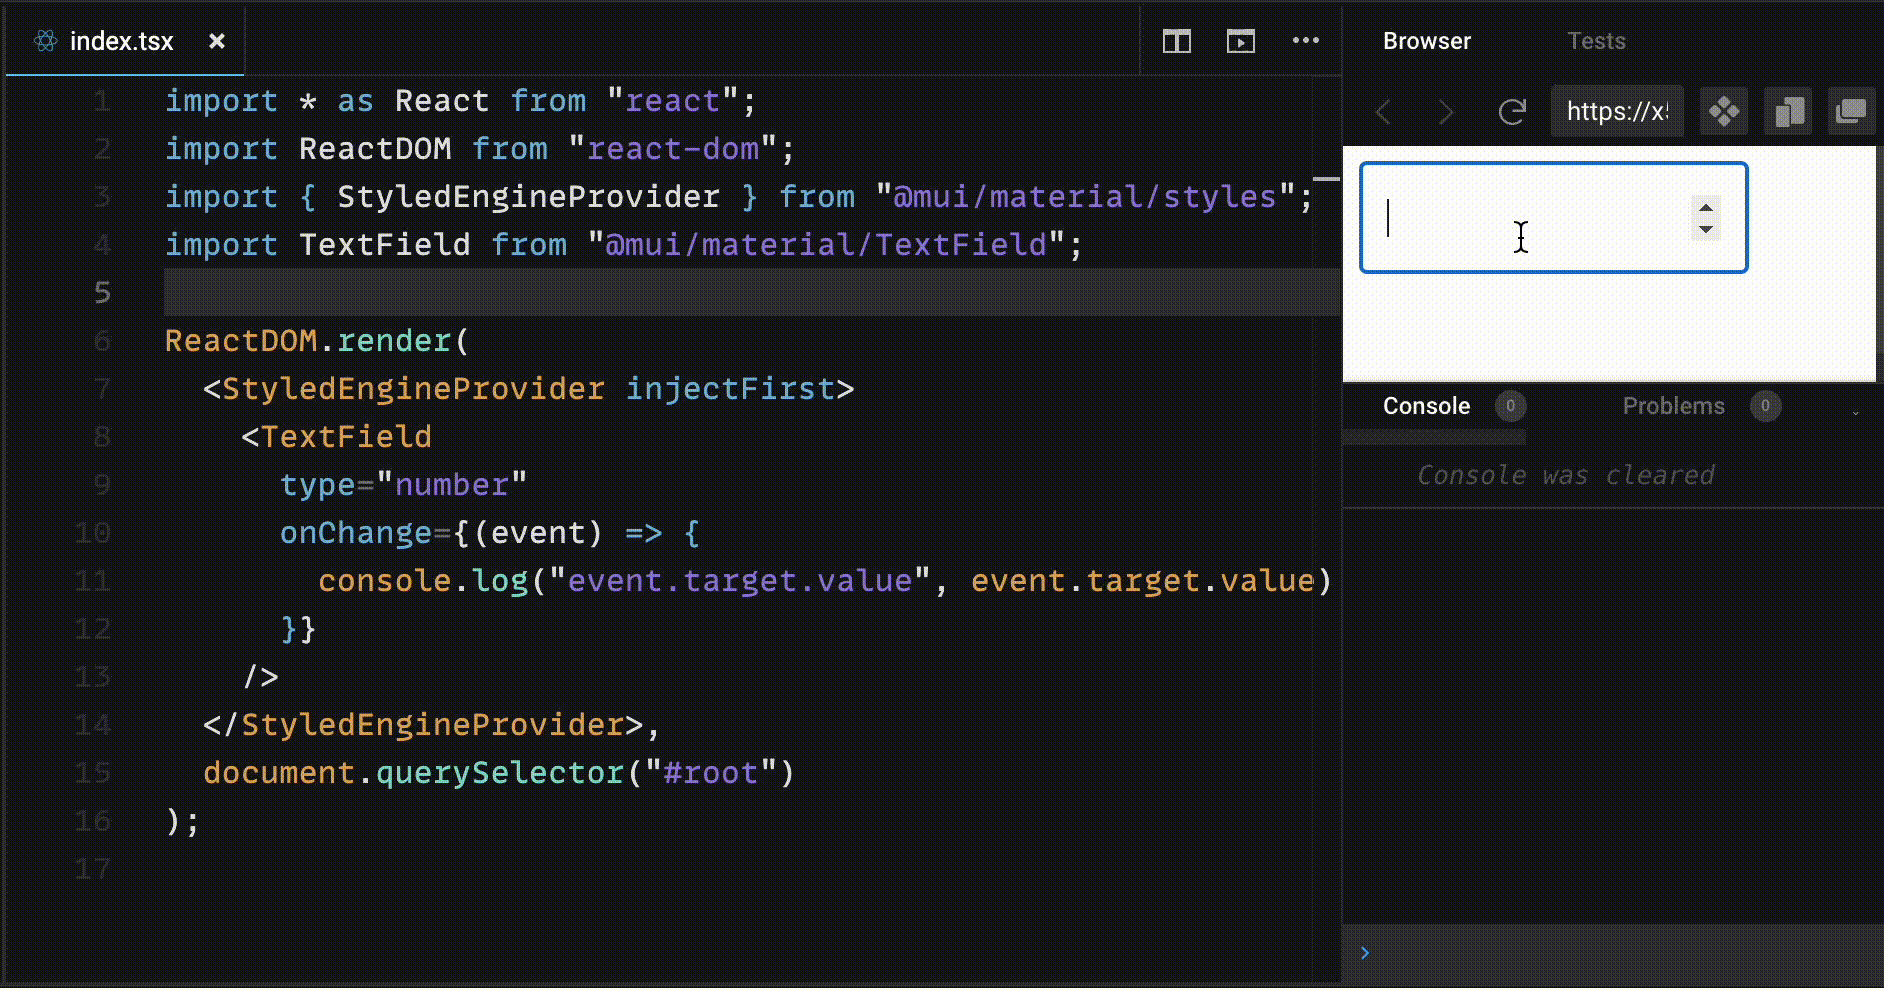 index.tsx
1 import * as React from "react";
2 import ReactDOM from "react-dom";
3 import { StyledEngineProvider } from "@mui/material/styles";
4 import TextField from "@mui/material/TextField";
5
6 ReactDOM.render(
7 <StyledEngineProvider injectFirst>
8 <TextField
9 type="number"
10 onChange={(event) => {
11 console.log("event.target.value", event.target.value)
12 }}
13 />
14 </StyledEngineProvider>,
15 document.querySelector("#root")
16 );
17
Browser Tests
https://x
Console 0 Problems 0
Console was cleared